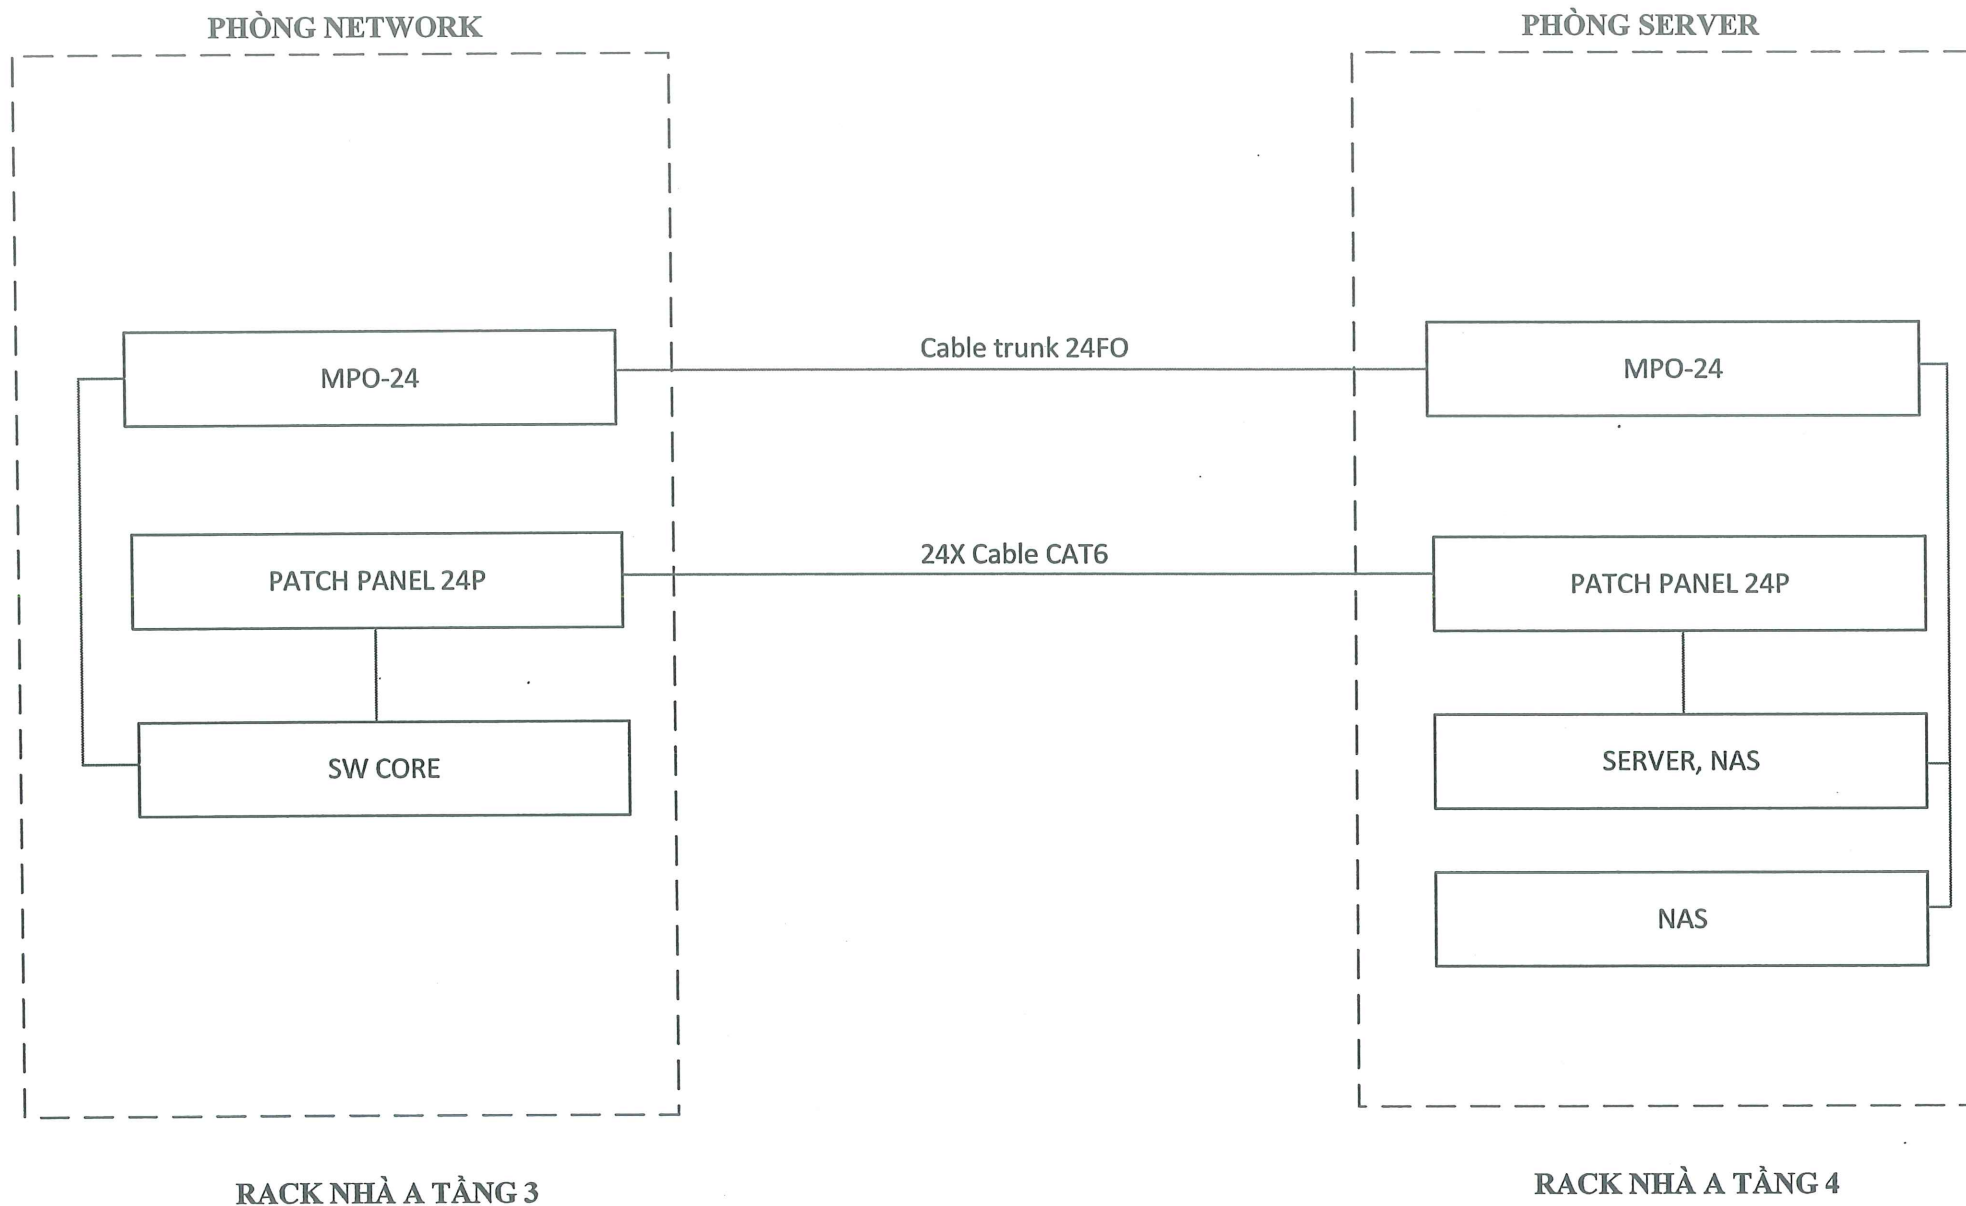 PHÒNG NETWORK
PHÒNG SERVER
Cable trunk 24FO
MPO-24
MPO-24
24X Cable CAT6
PATCH PANEL 24P
PATCH PANEL 24P
SW CORE
SERVER, NAS
NAS
RACK NHÀ A TẦNG 3
RACK NHÀ A TẦNG 4